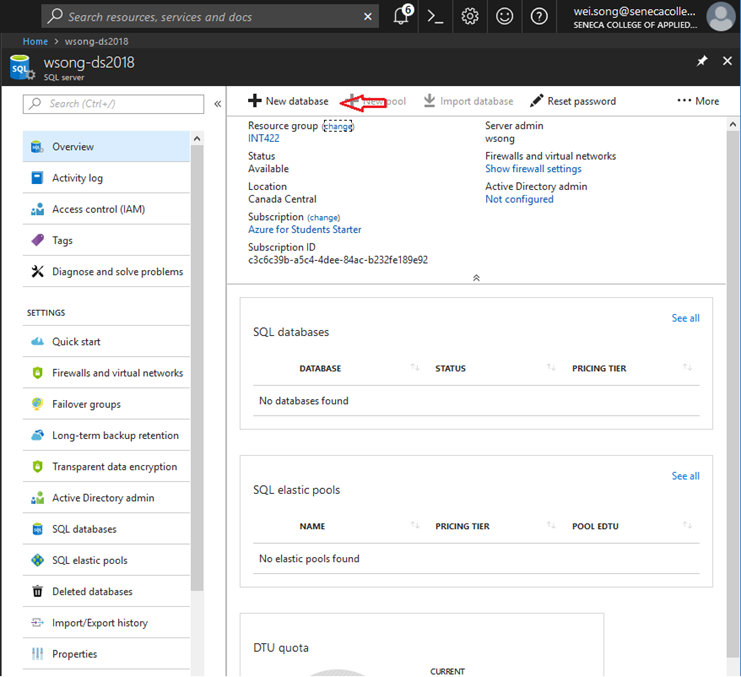 Search resources, services and docs
6
wei.song@senecacolle...
SENECA COLLEGE OF APPLIED...
Home > wsong-ds2018
SQL
wsong-ds2018
SQL server
Search (Ctrl+/)
Overview
Activity log
Access control (IAM)
Tags
Diagnose and solve problems
SETTINGS
Quick start
Firewalls and virtual networks
Failover groups
Long-term backup retention
Transparent data encryption
Active Directory admin
SQL databases
SQL elastic pools
Deleted databases
Import/Export history
Properties
New database
New pool
Import database
Reset password
More
Resource group (change)
INT422
Status
Available
Location
Canada Central
Subscription (change)
Azure for Students Starter
Subscription ID
c3c6c39b-a5c4-4dee-84ac-b232fe189e92
Server admin
wsong
Firewalls and virtual networks
Show firewall settings
Active Directory admin
Not configured
See all
SQL databases
DATABASE STATUS PRICING TIER
No databases found
See all
SQL elastic pools
NAME PRICING TIER POOL EDTU
No elastic pools found
DTU quota
CURRENT